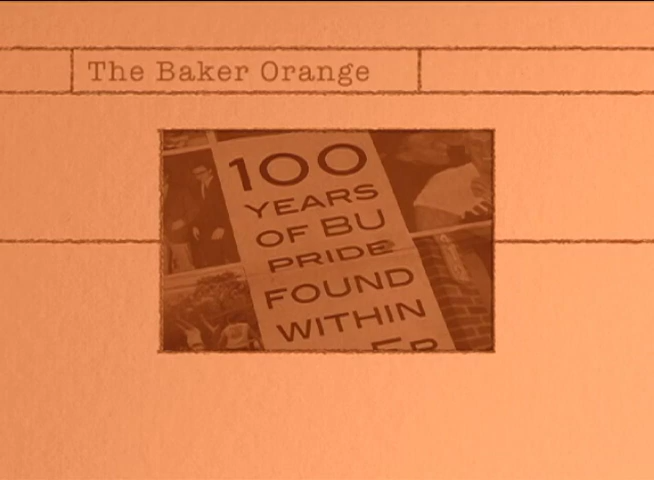 The Baker Orange
100
YEARS
OF BU
PRIDE
FOUND
WITHIN